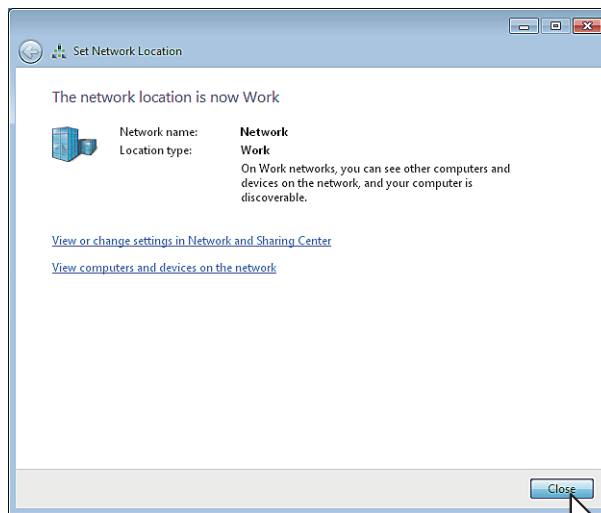 Set Network Location
The network location is now Work
Network name: Network
Location type: Work
On Work networks, you can see other computers and
devices on the network, and your computer is
discoverable.
View or change settings in Network and Sharing Center
View computers and devices on the network
Close